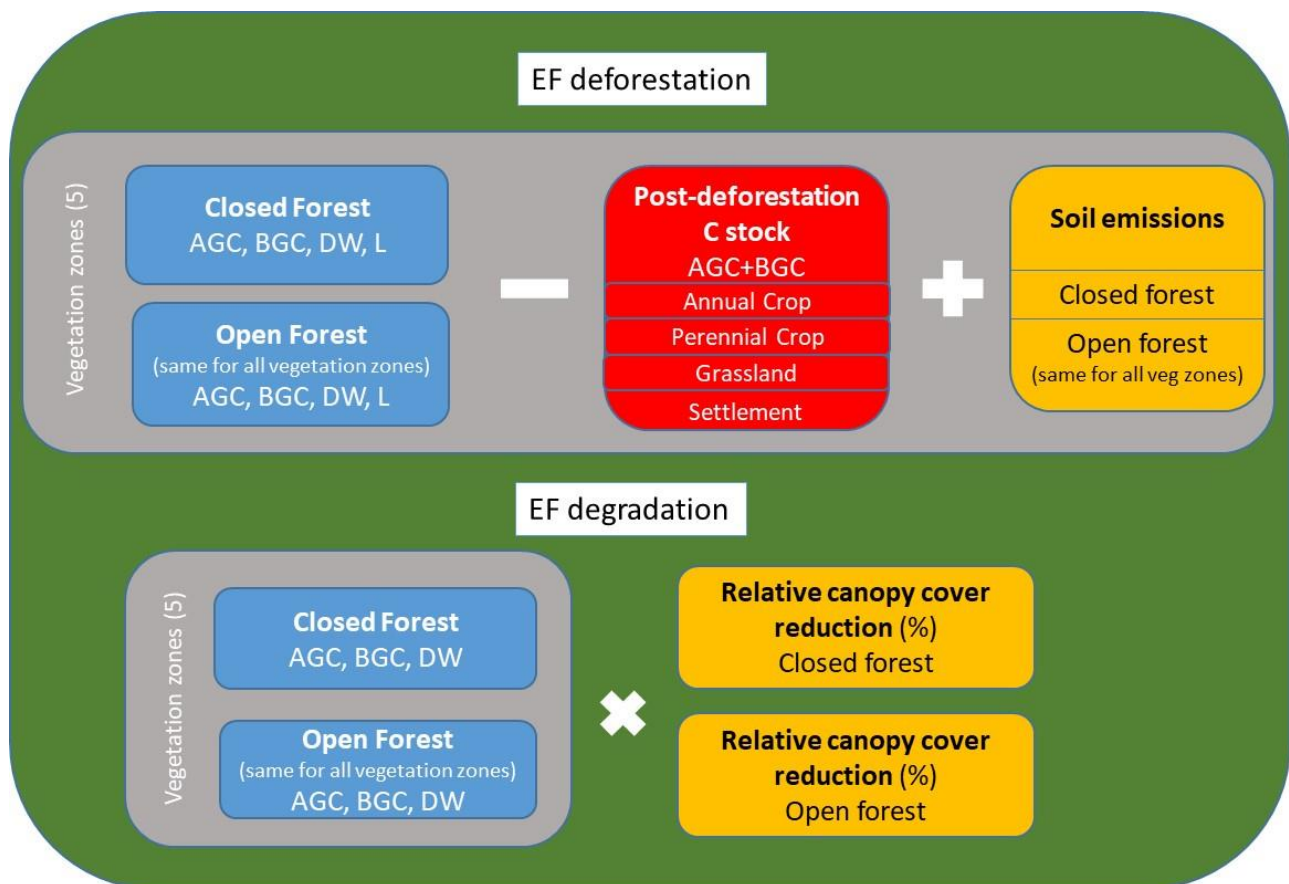 EF deforestation
Vegetation zones (5)
Closed Forest
AGC, BGC, DW, L
Open Forest
(same for all vegetation zones)
AGC, BGC, DW, L
Post-deforestation
C stock
AGC+BGC
Annual Crop
Perennial Crop
Grassland
Settlement
Soil emissions
Closed forest
Open forest
(same for all veg zones)
EF degradation
Vegetation zones (5)
Closed Forest
AGC, BGC, DW
Open Forest
(same for all vegetation zones)
AGC, BGC, DW
Relative canopy cover
reduction (%)
Closed forest
Relative canopy cover
reduction (%)
Open forest